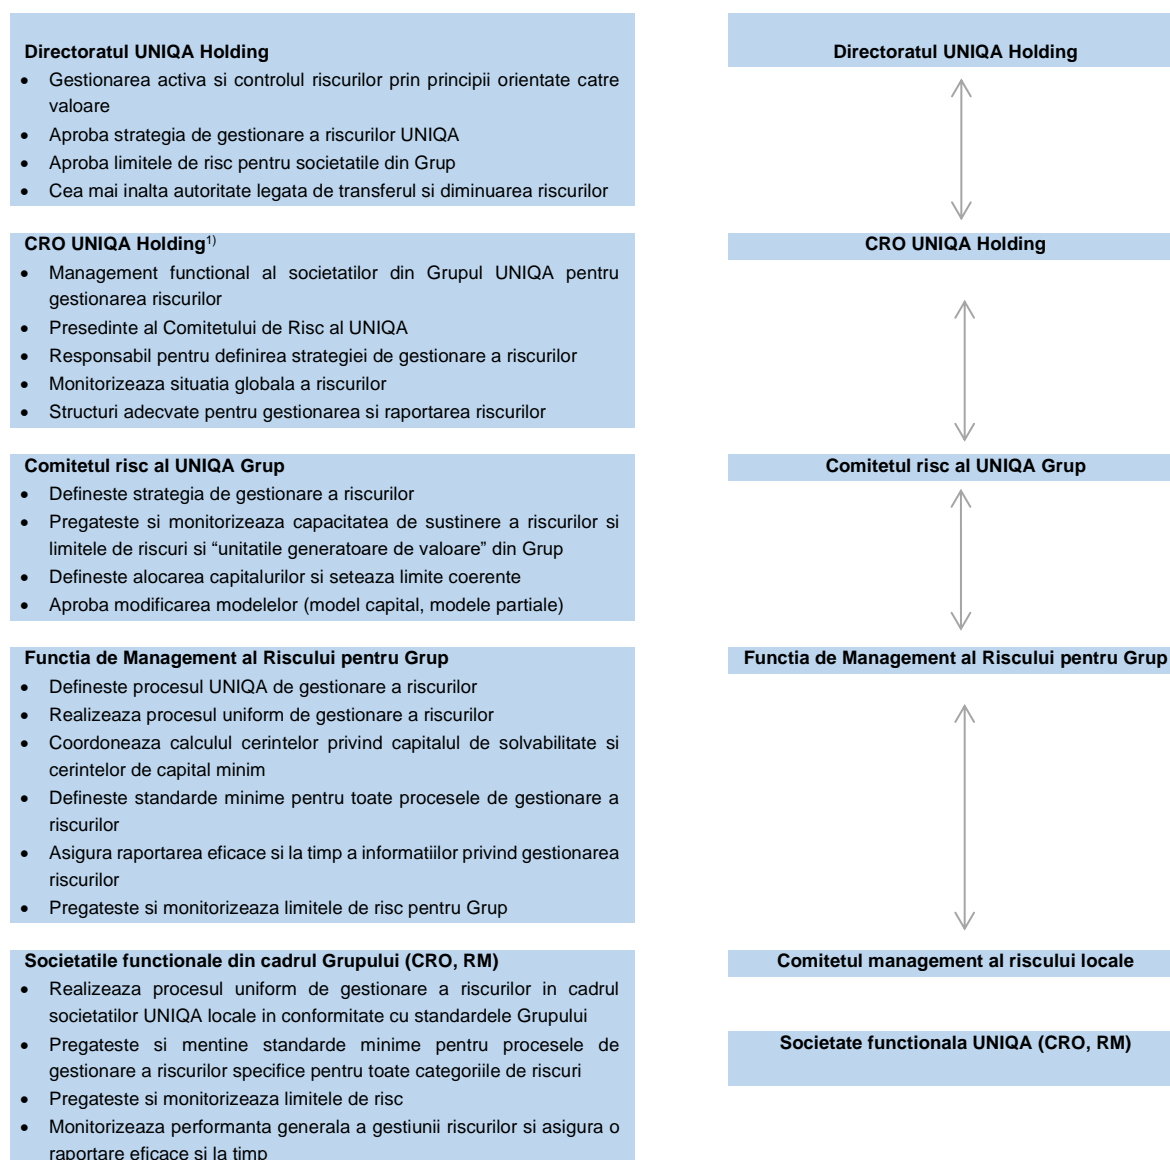 Directoratul UNIQA Holding
• Gestionarea activa si controlul riscurilor prin principii orientate catre
valoare
• Aproba strategia de gestionare a riscurilor UNIQA
• Aproba limitele de risc pentru societatile din Grup
• Cea mai inalta autoritate legata de transferul si diminuarea riscurilor
CRO UNIQA Holding1)
• Management functional al societatilor din Grupul UNIQA pentru
gestionarea riscurilor
• Presedinte al Comitetului de Risc al UNIQA
• Responsabil pentru definirea strategiei de gestionare a riscurilor
• Monitorizeaza situatia globala a riscurilor
• Structuri adecvate pentru gestionarea si raportarea riscurilor
Comitetul risc al UNIQA Grup
• Defineste strategia de gestionare a riscurilor
• Pregateste si monitorizeaza capacitatea de sustinere a riscurilor si
limitele de riscuri si “unitatile generatoare de valoare” din Grup
• Defineste alocarea capitalurilor si seteaza limite coerente
• Aproba modificarea modelelor (model capital, modele partiale)
Functia de Management al Riscului pentru Grup
• Defineste procesul UNIQA de gestionare a riscurilor
• Realizeaza procesul uniform de gestionare a riscurilor
• Coordoneaza calculul cerintelor privind capitalul de solvabilitate si
cerintelor de capital minim
• Defineste standarde minime pentru toate procesele de gestionare a
riscurilor
• Asigura raportarea eficace si la timp a informatiilor privind gestionarea
riscurilor
• Pregateste si monitorizeaza limitele de risc pentru Grup
Societatile functionale din cadrul Grupului (CRO, RM)
• Realizeaza procesul uniform de gestionare a riscurilor in cadrul
societatilor UNIQA locale in conformitate cu standardele Grupului
• Pregateste si mentine standarde minime pentru procesele de
gestionare a riscurilor specifice pentru toate categoriile de riscuri
• Pregateste si monitorizeaza limitele de risc
• Monitorizeaza performanta generala a gestiunii riscurilor si asigura o
raportare eficace si la timp
Directoratul UNIQA Holding
CRO UNIQA Holding
Comitetul risc al UNIQA Grup
Functia de Management al Riscului pentru Grup
Comitetul management al riscului locale
Societate functionala UNIQA (CRO, RM)